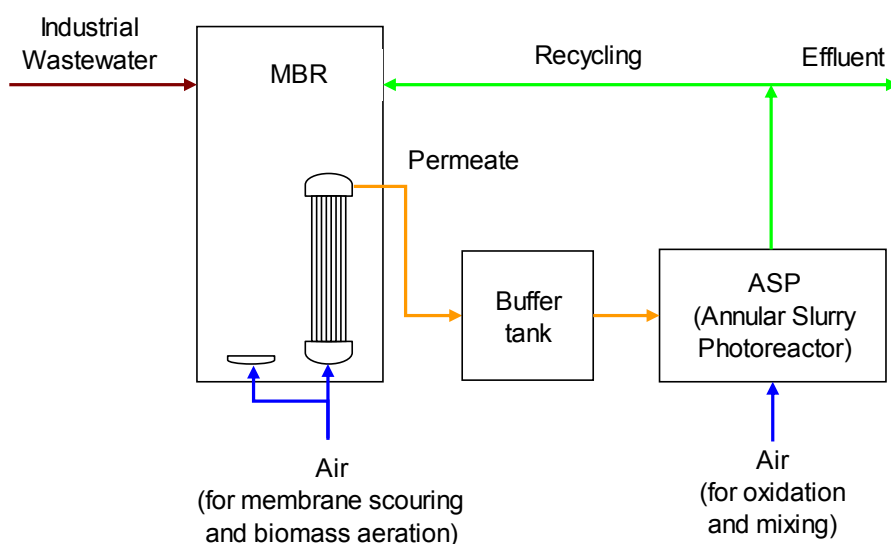 Industrial
Wastewater
MBR
Recycling
Effluent
Permeate
Buffer
tank
ASP
(Annular Slurry
Photoreactor)
Air
(for membrane scouring
and biomass aeration)
Air
(for oxidation
and mixing)